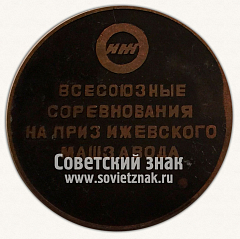 ИЖ
ВСЕСОЮЗНЫЕ
СОРЕВНОВАНИЯ
НА ПРИЗ ИЖЕВСКОГО
МАШЗАВОДА
Советский знак
www.sovietznak.ru